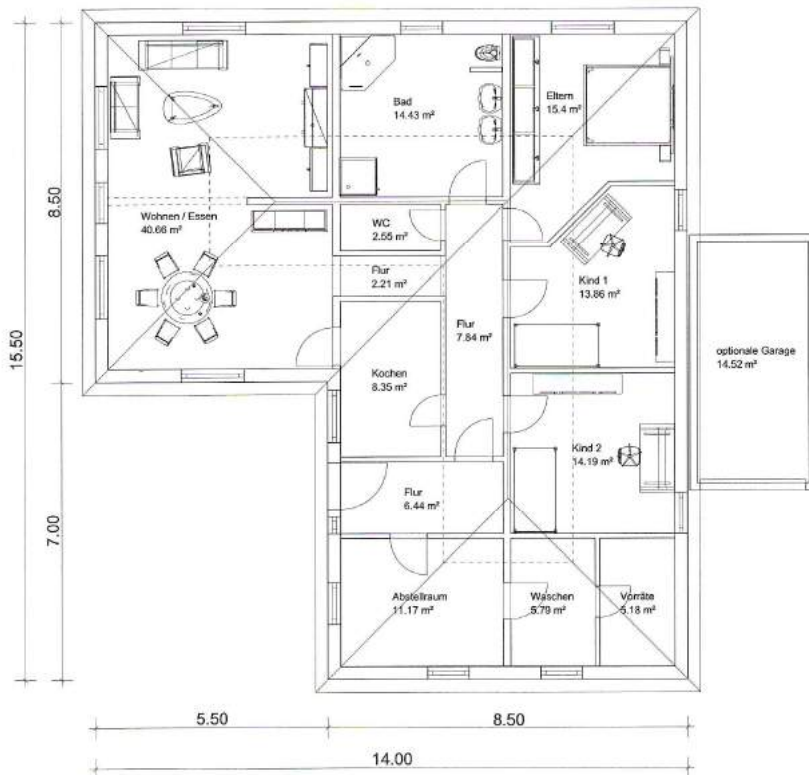 Bad
14.43 m²
Eltern
15.4 m²
8.50
Wohnen / Essen
40.66 m²
WC
2.55 m²
Flur
2.21 m²
Kind 1
13.86 m²
Flur
7.84 m²
15.50
optionale Garage
14.52 m²
Kochen
8.35 m²
Kind 2
14.19 m²
Flur
6.44 m²
7.00
Abstellraum
11.17 m²
Waschen
5.79 m²
Vorräte
5.18 m²
5.50
8.50
14.00